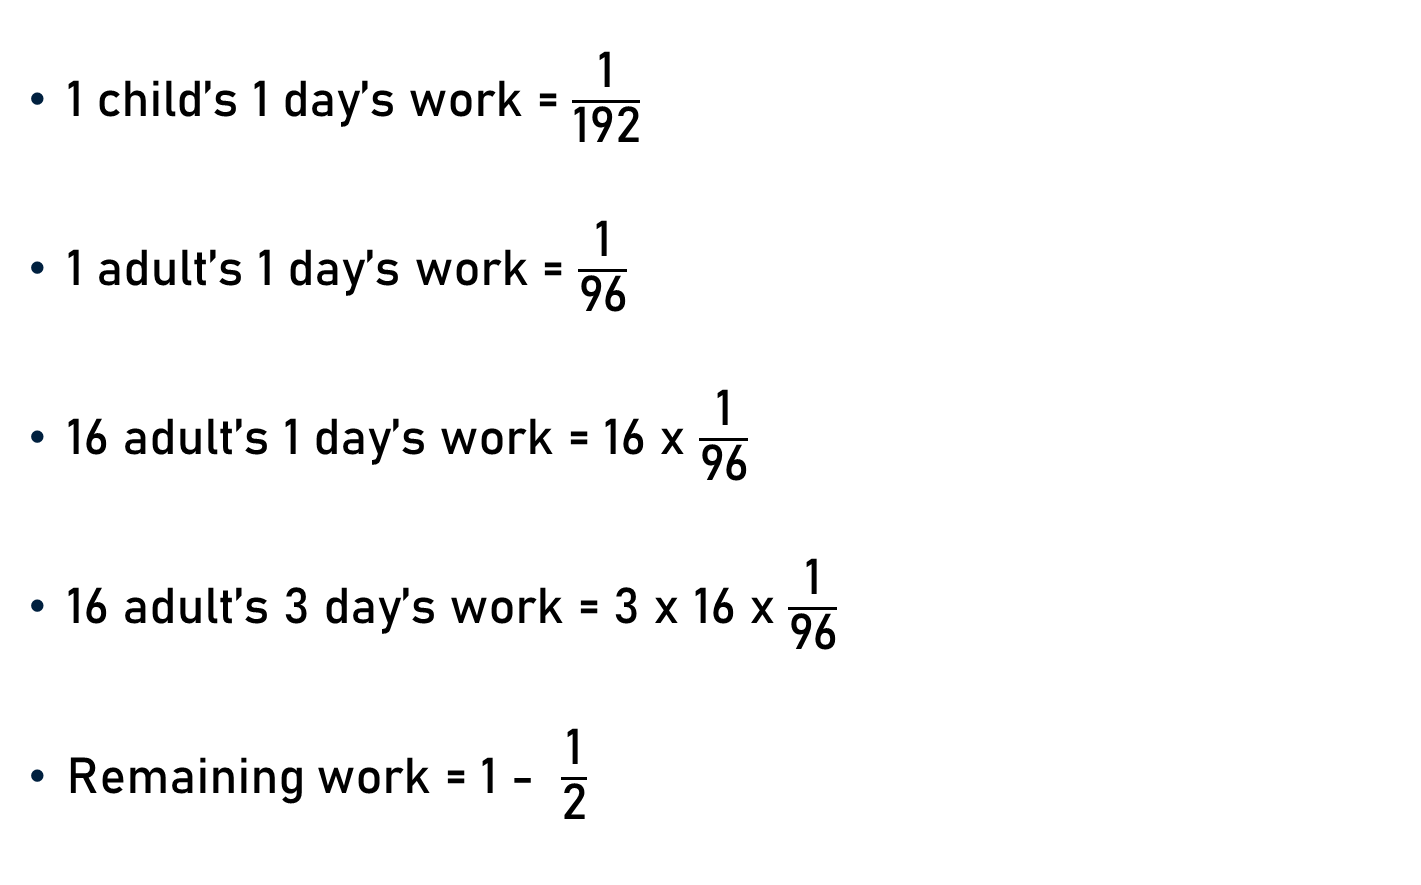 • 1 child’s 1 day’s work = 1/192
• 1 adult’s 1 day’s work = 1/96
• 16 adult’s 1 day’s work = 16 x 1/96
• 16 adult’s 3 day’s work = 3 x 16 x 1/96
• Remaining work = 1 - 1/2